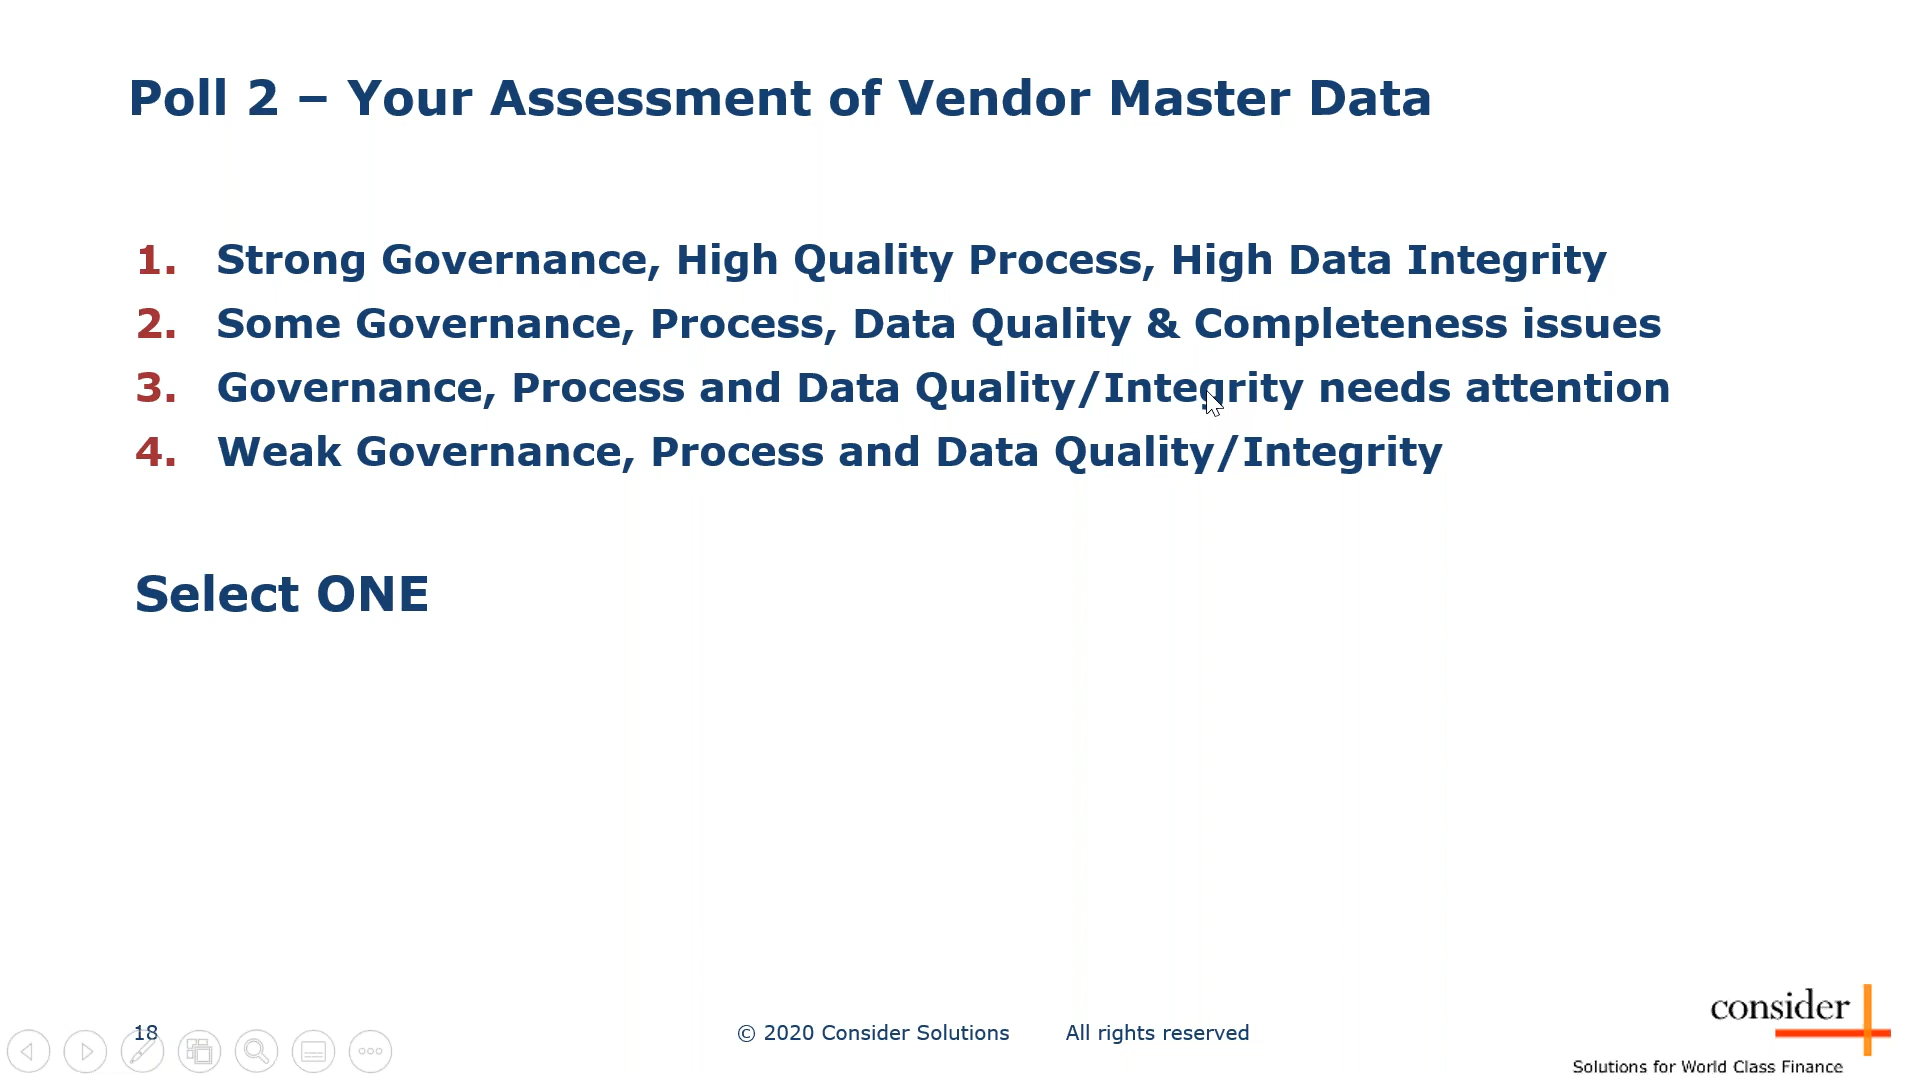 Poll 2 – Your Assessment of Vendor Master Data
1. Strong Governance, High Quality Process, High Data Integrity
2. Some Governance, Process, Data Quality & Completeness issues
3. Governance, Process and Data Quality/Integrity needs attention
4. Weak Governance, Process and Data Quality/Integrity
Select ONE
18
© 2020 Consider Solutions All rights reserved
consider
Solutions for World Class Finance